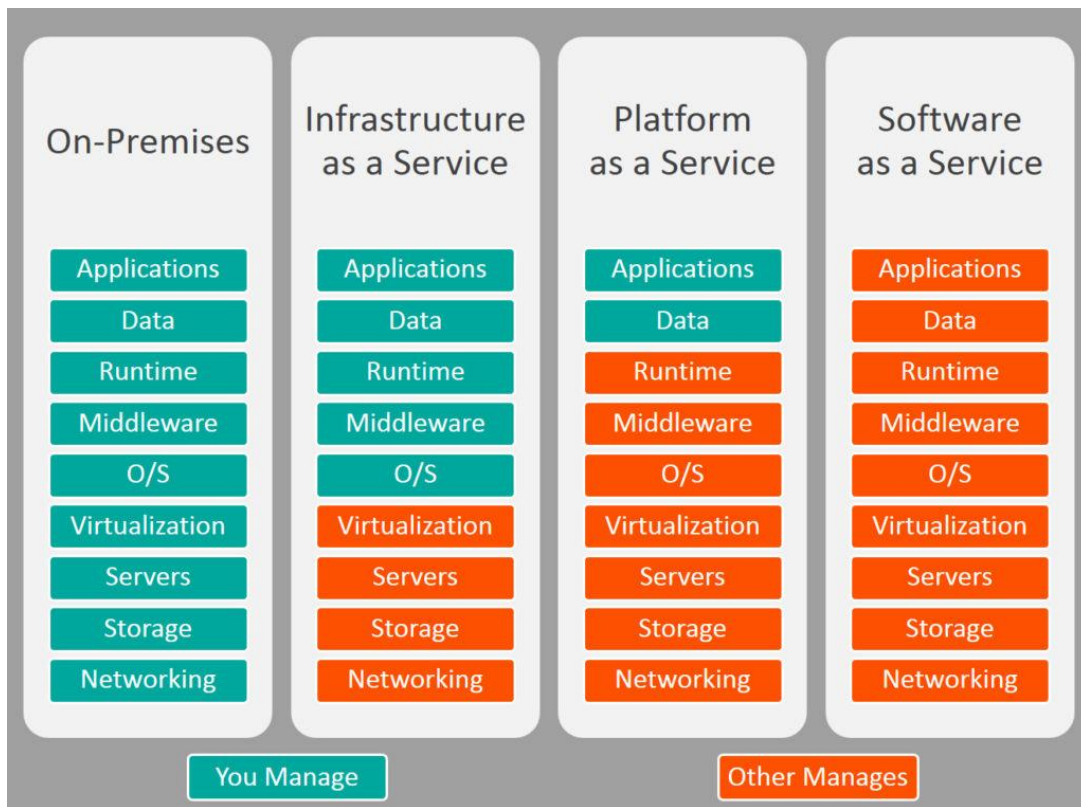 On-Premises
Applications
Data
Runtime
Middleware
O/S
Virtualization
Servers
Storage
Networking
Infrastructure
as a Service
Applications
Data
Runtime
Middleware
O/S
Virtualization
Servers
Storage
Networking
Platform
as a Service
Applications
Data
Runtime
Middleware
O/S
Virtualization
Servers
Storage
Networking
Software
as a Service
Applications
Data
Runtime
Middleware
O/S
Virtualization
Servers
Storage
Networking
You Manage
Other Manages